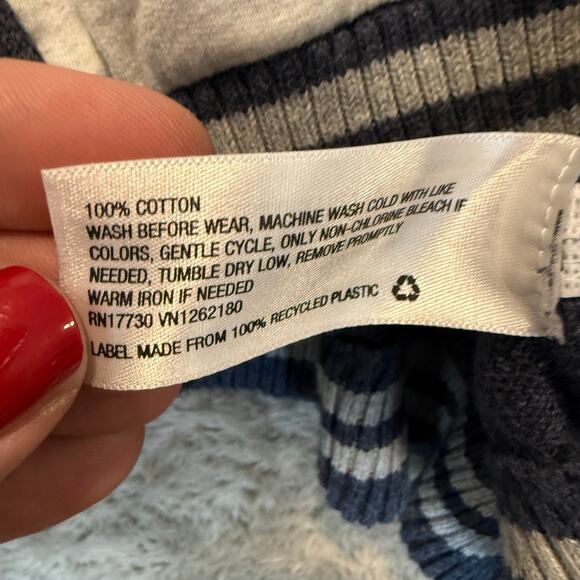 100% COTTON
WASH BEFORE WEAR, MACHINE WASH COLD WITH LIKE
COLORS, GENTLE CYCLE, ONLY NON-CHLORINE BLEACH IF
NEEDED, TUMBLE DRY LOW, REMOVE PROMPTLY
WARM IRON IF NEEDED
RN17730 VN1262180
LABEL MADE FROM 100% RECYCLED PLASTIC